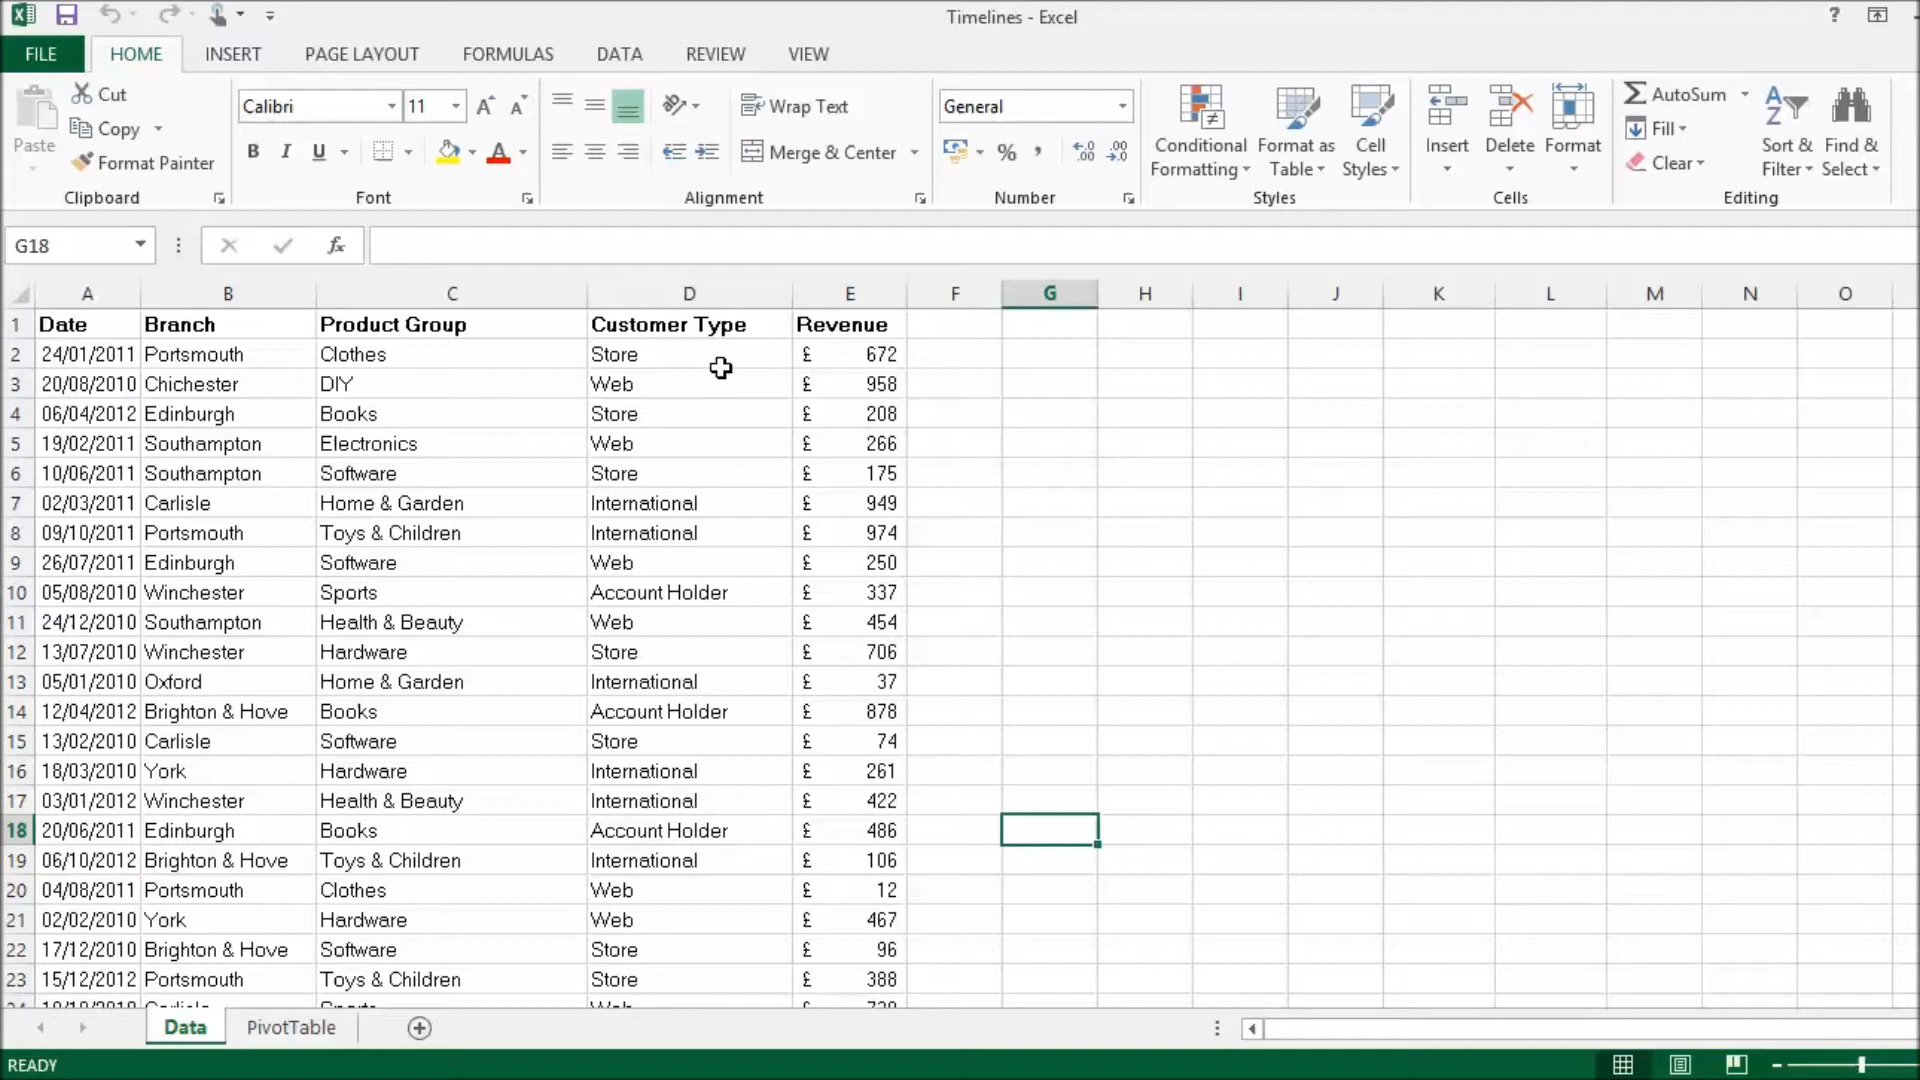 Timelines - Excel
?
FILE HOME INSERT PAGE LAYOUT FORMULAS DATA REVIEW VIEW
Paste
Cut
Copy
Format Painter
Clipboard
Calibri 11
B I U
Font
Wrap Text
Merge & Center
Alignment
General
%
Number
Conditional Formatting
Format as Table
Cell Styles
Styles
Insert Delete Format
Cells
AutoSum
Fill
Clear
Sort & Filter
Find & Select
Editing
G18
fx
A B C D E F G H I J K L M N O
1 Date Branch Product Group Customer Type Revenue
2 24/01/2011 Portsmouth Clothes Store £ 672
3 20/08/2010 Chichester DIY Web £ 958
4 06/04/2012 Edinburgh Books Store £ 208
5 19/02/2011 Southampton Electronics Web £ 266
6 10/06/2011 Southampton Software Store £ 175
7 02/03/2011 Carlisle Home & Garden International £ 949
8 09/10/2011 Portsmouth Toys & Children International £ 974
9 26/07/2011 Edinburgh Software Web £ 250
10 05/08/2010 Winchester Sports Account Holder £ 337
11 24/12/2010 Southampton Health & Beauty Web £ 454
12 13/07/2010 Winchester Hardware Store £ 706
13 05/01/2010 Oxford Home & Garden International £ 37
14 12/04/2012 Brighton & Hove Books Account Holder £ 878
15 13/02/2010 Carlisle Software Store £ 74
16 18/03/2010 York Hardware International £ 261
17 03/01/2012 Winchester Health & Beauty International £ 422
18 20/06/2011 Edinburgh Books Account Holder £ 486
19 06/10/2012 Brighton & Hove Toys & Children International £ 106
20 04/08/2011 Portsmouth Clothes Web £ 12
21 02/02/2010 York Hardware Web £ 467
22 17/12/2010 Brighton & Hove Software Store £ 96
23 15/12/2012 Portsmouth Toys & Children Store £ 388
Data PivotTable
READY